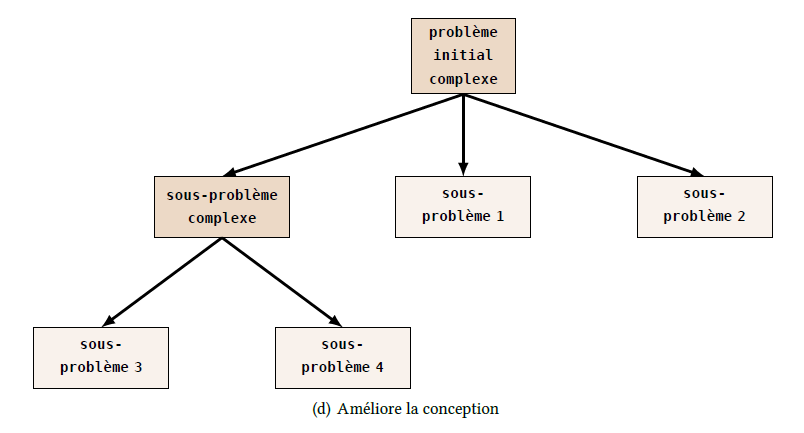 problème
initial
complexe
sous-problème
complexe
sous-
problème 1
sous-
problème 2
sous-
problème 3
sous-
problème 4
(d) Améliore la conception